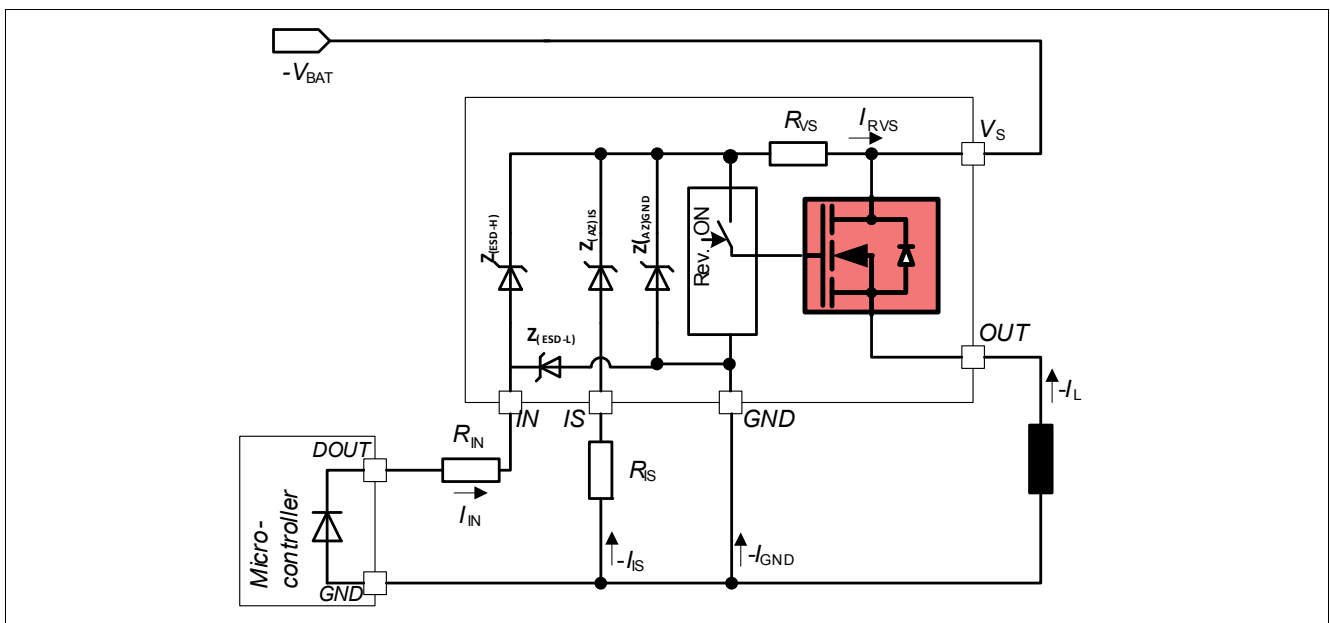 -VBAT
RVS
IRVS
VS
Z(ESD-H)
Z(AZ)IS
Z(AZ)GND
Rev. ON
Z(ESD-L)
OUT
IN
IS
GND
-IL
DOUT
RIN
RIS
IIN
Micro-
controller
-IIS
-IGND
GND